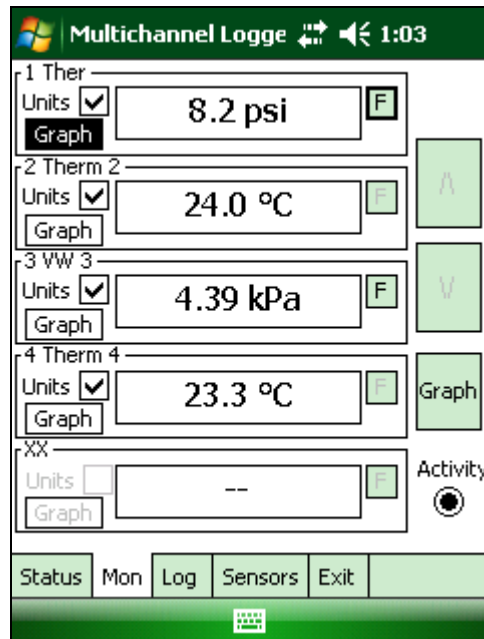 Multichannel Logge 1:03
1 Ther
Units 8.2 psi F
Graph
2 Therm 2
Units 24.0 °C F
Graph
Λ
3 VW 3
Units 4.39 kPa F
Graph
V
4 Therm 4
Units 23.3 °C F
Graph
Graph
XX
Units -- F
Graph
Activity
Status Mon Log Sensors Exit